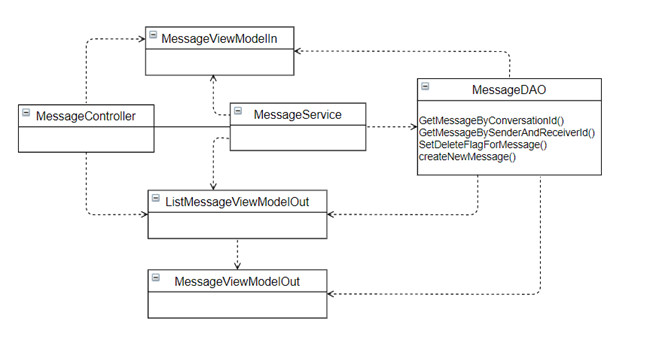 MessageViewModelIn
MessageDAO
GetMessageByConversationId()
GetMessageBySenderAndReceiverId()
SetDeleteFlagForMessage()
createNewMessage()
MessageController
MessageService
ListMessageViewModelOut
MessageViewModelOut